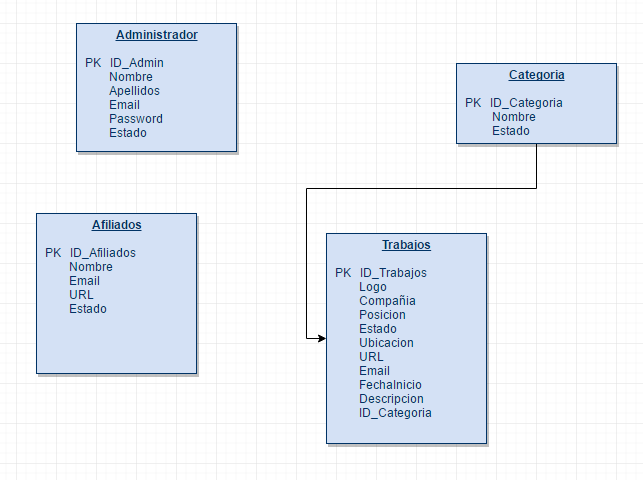 Administrador
PK ID_Admin
Nombre
Apellidos
Email
Password
Estado
Categoria
PK ID_Categoria
Nombre
Estado
Afiliados
PK ID_Afiliados
Nombre
Email
URL
Estado
Trabajos
PK ID_Trabajos
Logo
Compañia
Posicion
Estado
Ubicacion
URL
Email
FechaInicio
Descripcion
ID_Categoria